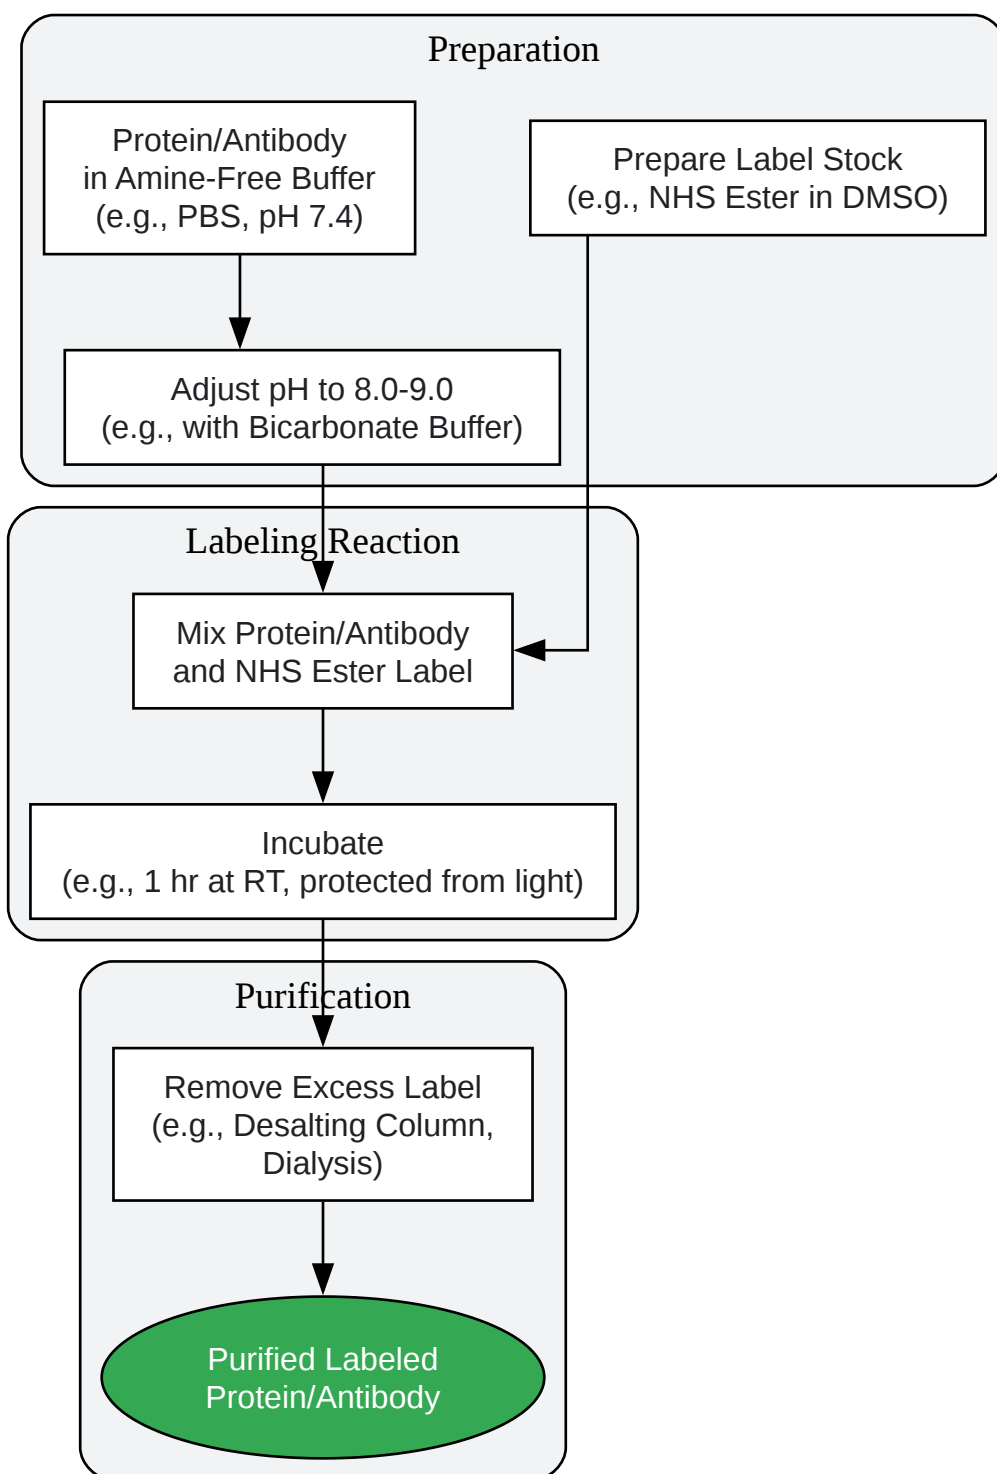 Preparation
Protein/Antibody
in Amine-Free Buffer
(e.g., PBS, pH 7.4)
Prepare Label Stock
(e.g., NHS Ester in DMSO)
Adjust pH to 8.0-9.0
(e.g., with Bicarbonate Buffer)
Labeling Reaction
Mix Protein/Antibody
and NHS Ester Label
Incubate
(e.g., 1 hr at RT, protected from light)
Purification
Remove Excess Label
(e.g., Desalting Column,
Dialysis)
Purified Labeled
Protein/Antibody